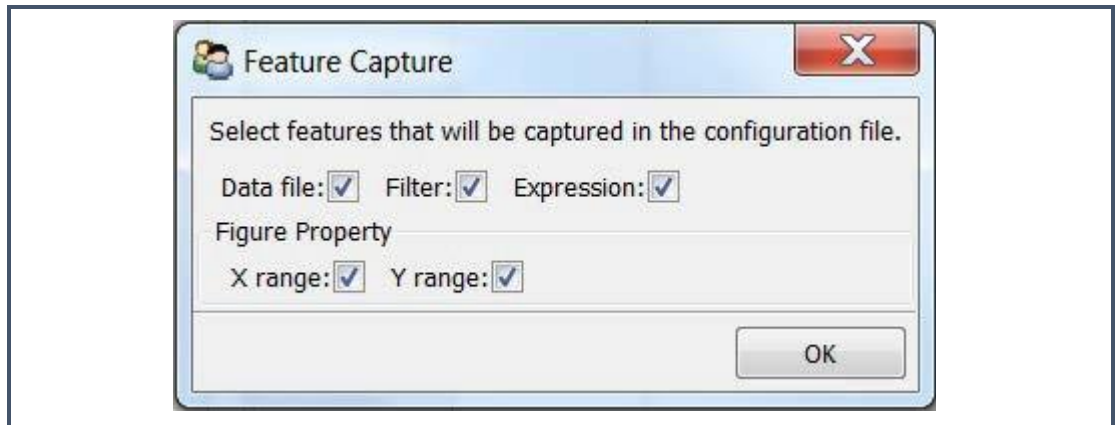 Feature Capture
Select features that will be captured in the configuration file.
Data file: Filter: Expression:
Figure Property
X range: Y range:
OK